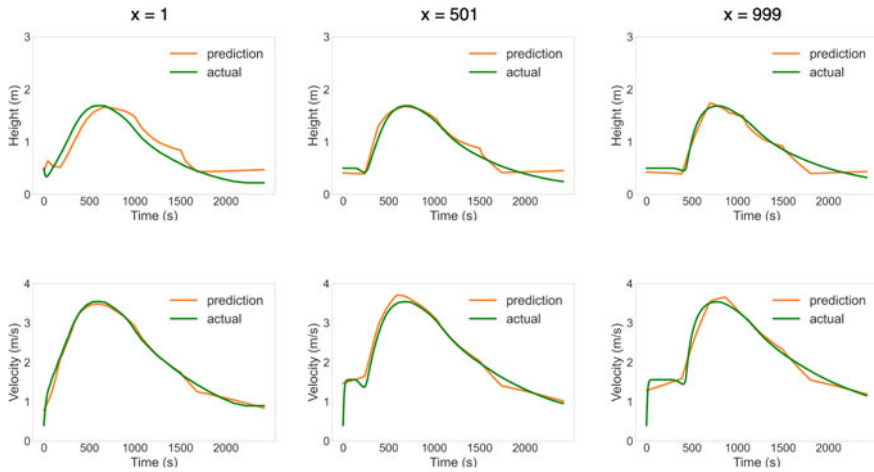 x = 1
x = 501
x = 999
3
2
1
0
Height (m)
prediction
actual
0 500 1000 1500 2000
Time (s)
3
2
1
0
Height (m)
prediction
actual
0 500 1000 1500 2000
Time (s)
3
2
1
0
Height (m)
prediction
actual
0 500 1000 1500 2000
Time (s)
4
3
2
1
0
Velocity (m/s)
prediction
actual
0 500 1000 1500 2000
Time (s)
4
3
2
1
0
Velocity (m/s)
prediction
actual
0 500 1000 1500 2000
Time (s)
4
3
2
1
0
Velocity (m/s)
prediction
actual
0 500 1000 1500 2000
Time (s)